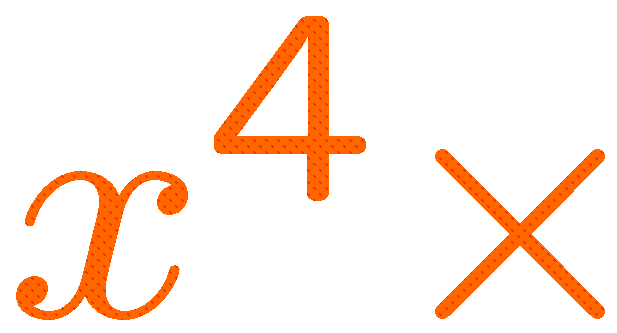 x⁴ ×